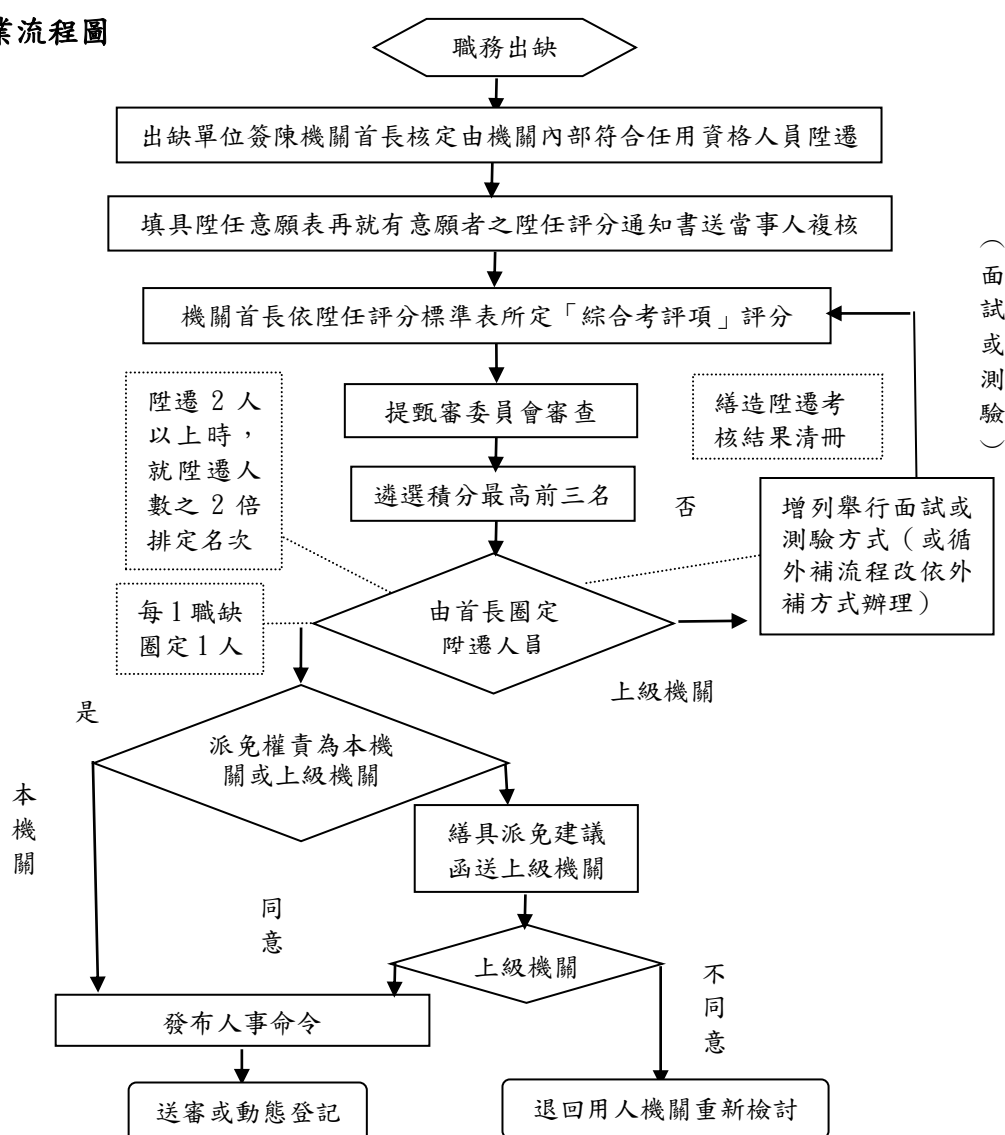 業流程圖
職務出缺
出缺單位簽陳機關首長核定由機關內部符合任用資格人員陞遷
填具陞任意願表再就有意願者之陞任評分通知書送當事人複核
機關首長依陞任評分標準表所定「綜合考評項」評分
（面試或測驗）
陞遷 2 人
以上時，
就陞遷人
數之 2 倍
排定名次
提甄審委員會審查
繕造陞遷考
核結果清冊
遴選積分最高前三名
否
增列舉行面試或
測驗方式（或循
外補流程改依外
補方式辦理）
每 1 職缺
圈定 1 人
由首長圈定
陞遷人員
上級機關
是
派免權責為本機
關或上級機關
本機關
繕具派免建議
函送上級機關
同意
上級機關
不同意
發布人事命令
送審或動態登記
退回用人機關重新檢討